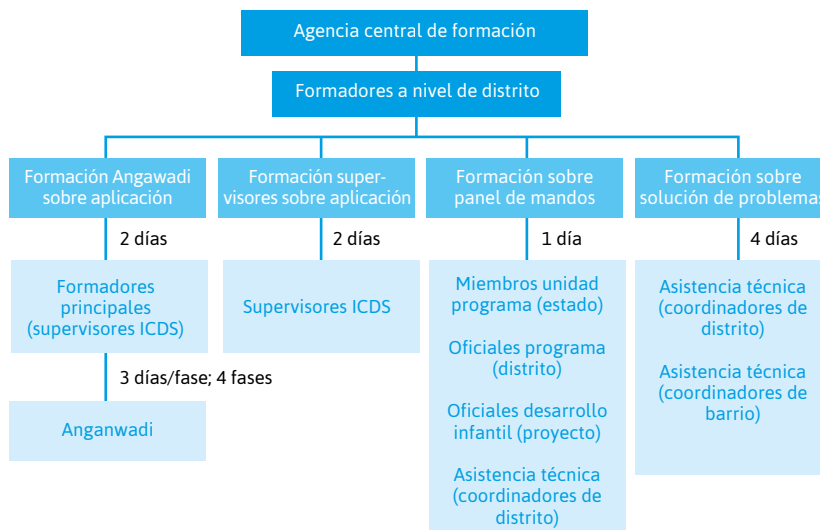 Agencia central de formación
Formadores a nivel de distrito
Formación Angawadi
sobre aplicación
Formación super-
visores sobre aplicación
Formación sobre
panel de mandos
Formación sobre
solución de problemas
2 días
2 días
1 día
4 días
Formadores
principales
(supervisores ICDS)
Supervisores ICDS
Miembros unidad
programa (estado)
Oficiales programa
(distrito)
Oficiales desarrollo
infantil (proyecto)
Asistencia técnica
(coordinadores de
distrito)
Asistencia técnica
(coordinadores de
distrito)
Asistencia técnica
(coordinadores de
barrio)
3 días/fase; 4 fases
Anganwadi